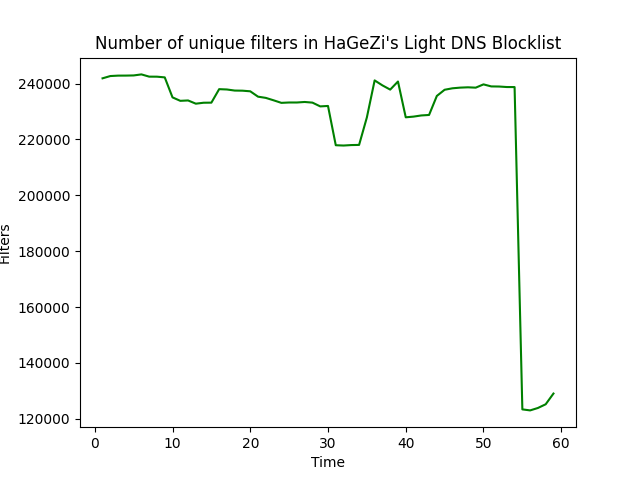 Number of unique filters in HaGeZi's Light DNS Blocklist
Filters
240000
220000
200000
180000
160000
140000
120000
0 10 20 30 40 50 60
Time